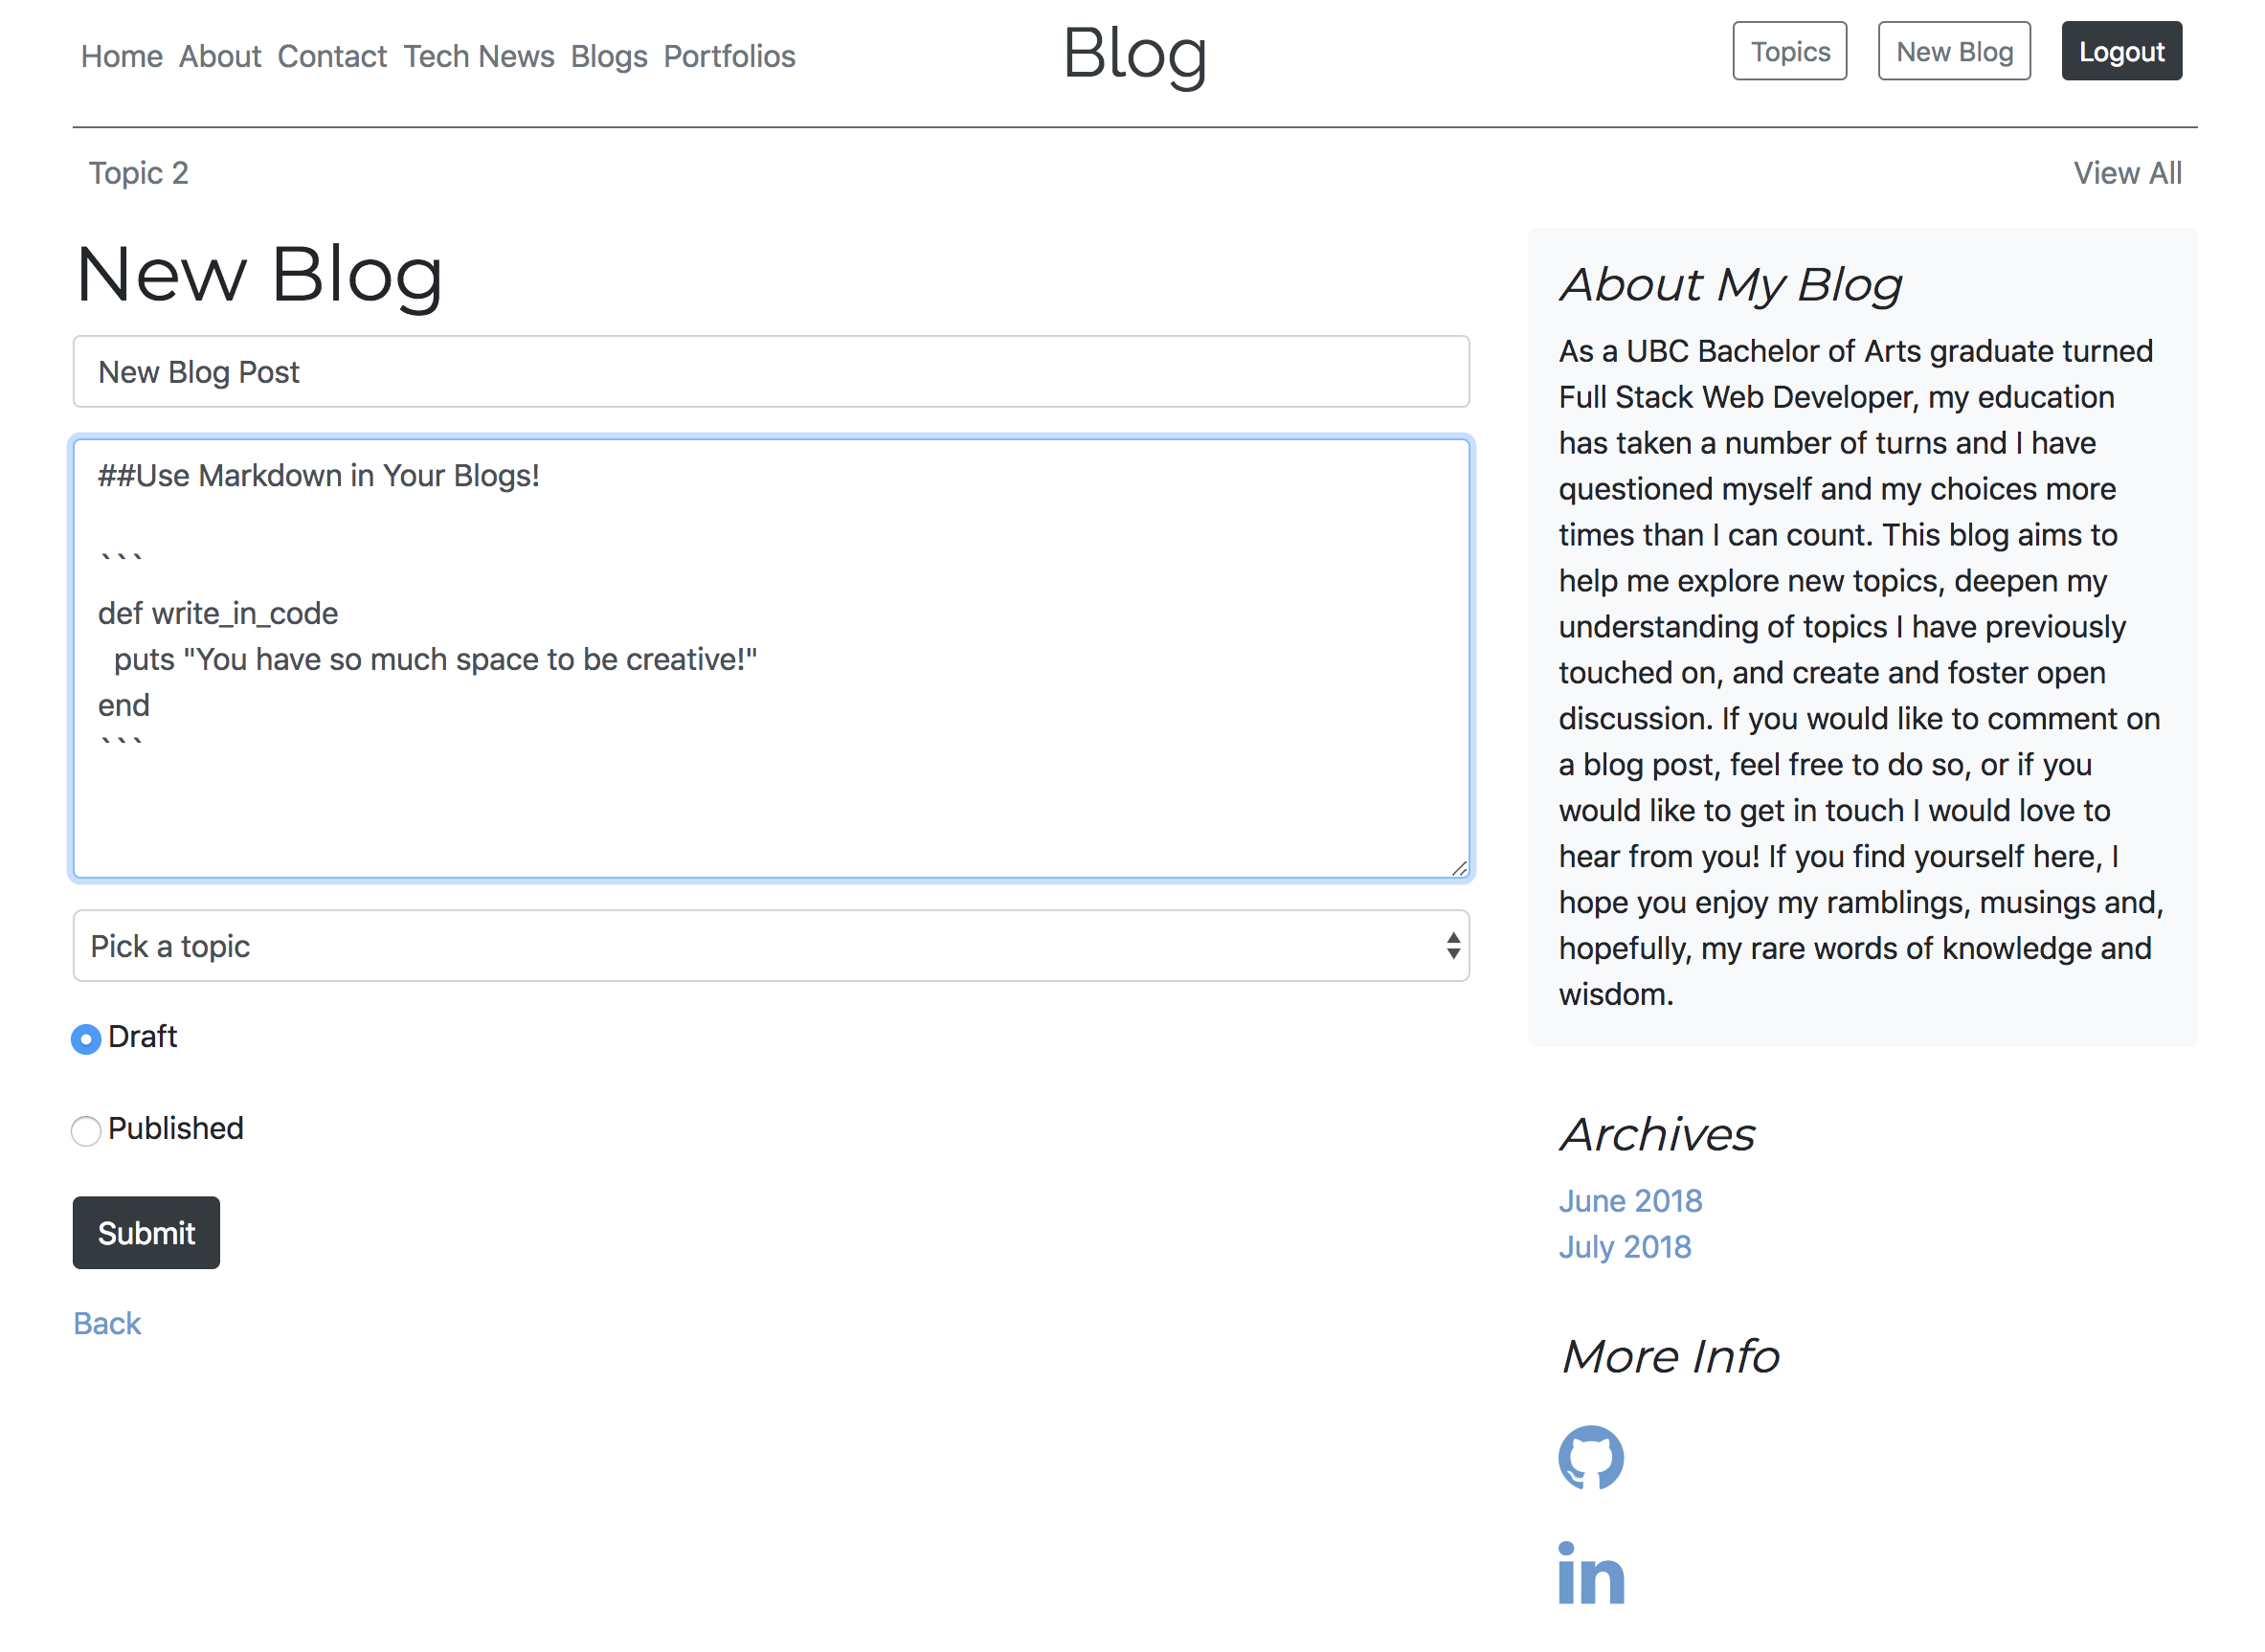 Home About Contact Tech News Blogs Portfolios
Blog
Topics New Blog Logout
Topic 2
View All
New Blog
New Blog Post
##Use Markdown in Your Blogs!
```
def write_in_code
  puts "You have so much space to be creative!"
end
```
Pick a topic
Draft
Published
Submit
Back
About My Blog
As a UBC Bachelor of Arts graduate turned
Full Stack Web Developer, my education
has taken a number of turns and I have
questioned myself and my choices more
times than I can count. This blog aims to
help me explore new topics, deepen my
understanding of topics I have previously
touched on, and create and foster open
discussion. If you would like to comment on
a blog post, feel free to do so, or if you
would like to get in touch I would love to
hear from you! If you find yourself here, I
hope you enjoy my ramblings, musings and,
hopefully, my rare words of knowledge and
wisdom.
Archives
June 2018
July 2018
More Info
in